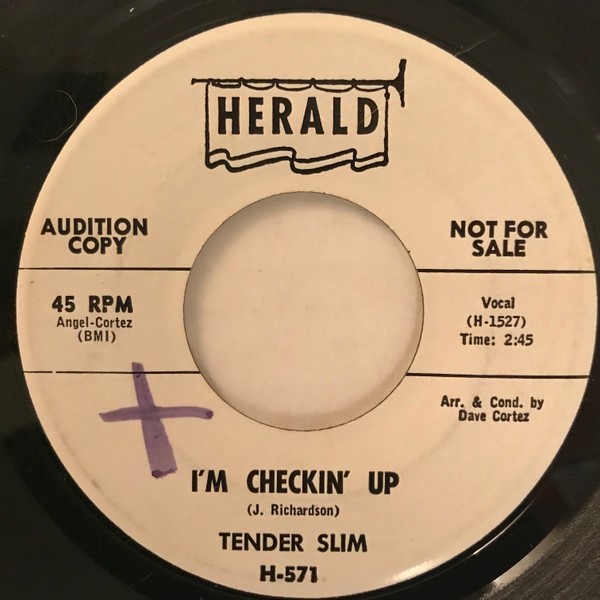 HERALD
AUDITION
COPY
NOT FOR
SALE
45 RPM
Angel-Cortez
(BMI)
Vocal
(H-1527)
Time: 2:45
Arr. & Cond. by
Dave Cortez
I'M CHECKIN' UP
(J. Richardson)
TENDER SLIM
H-571